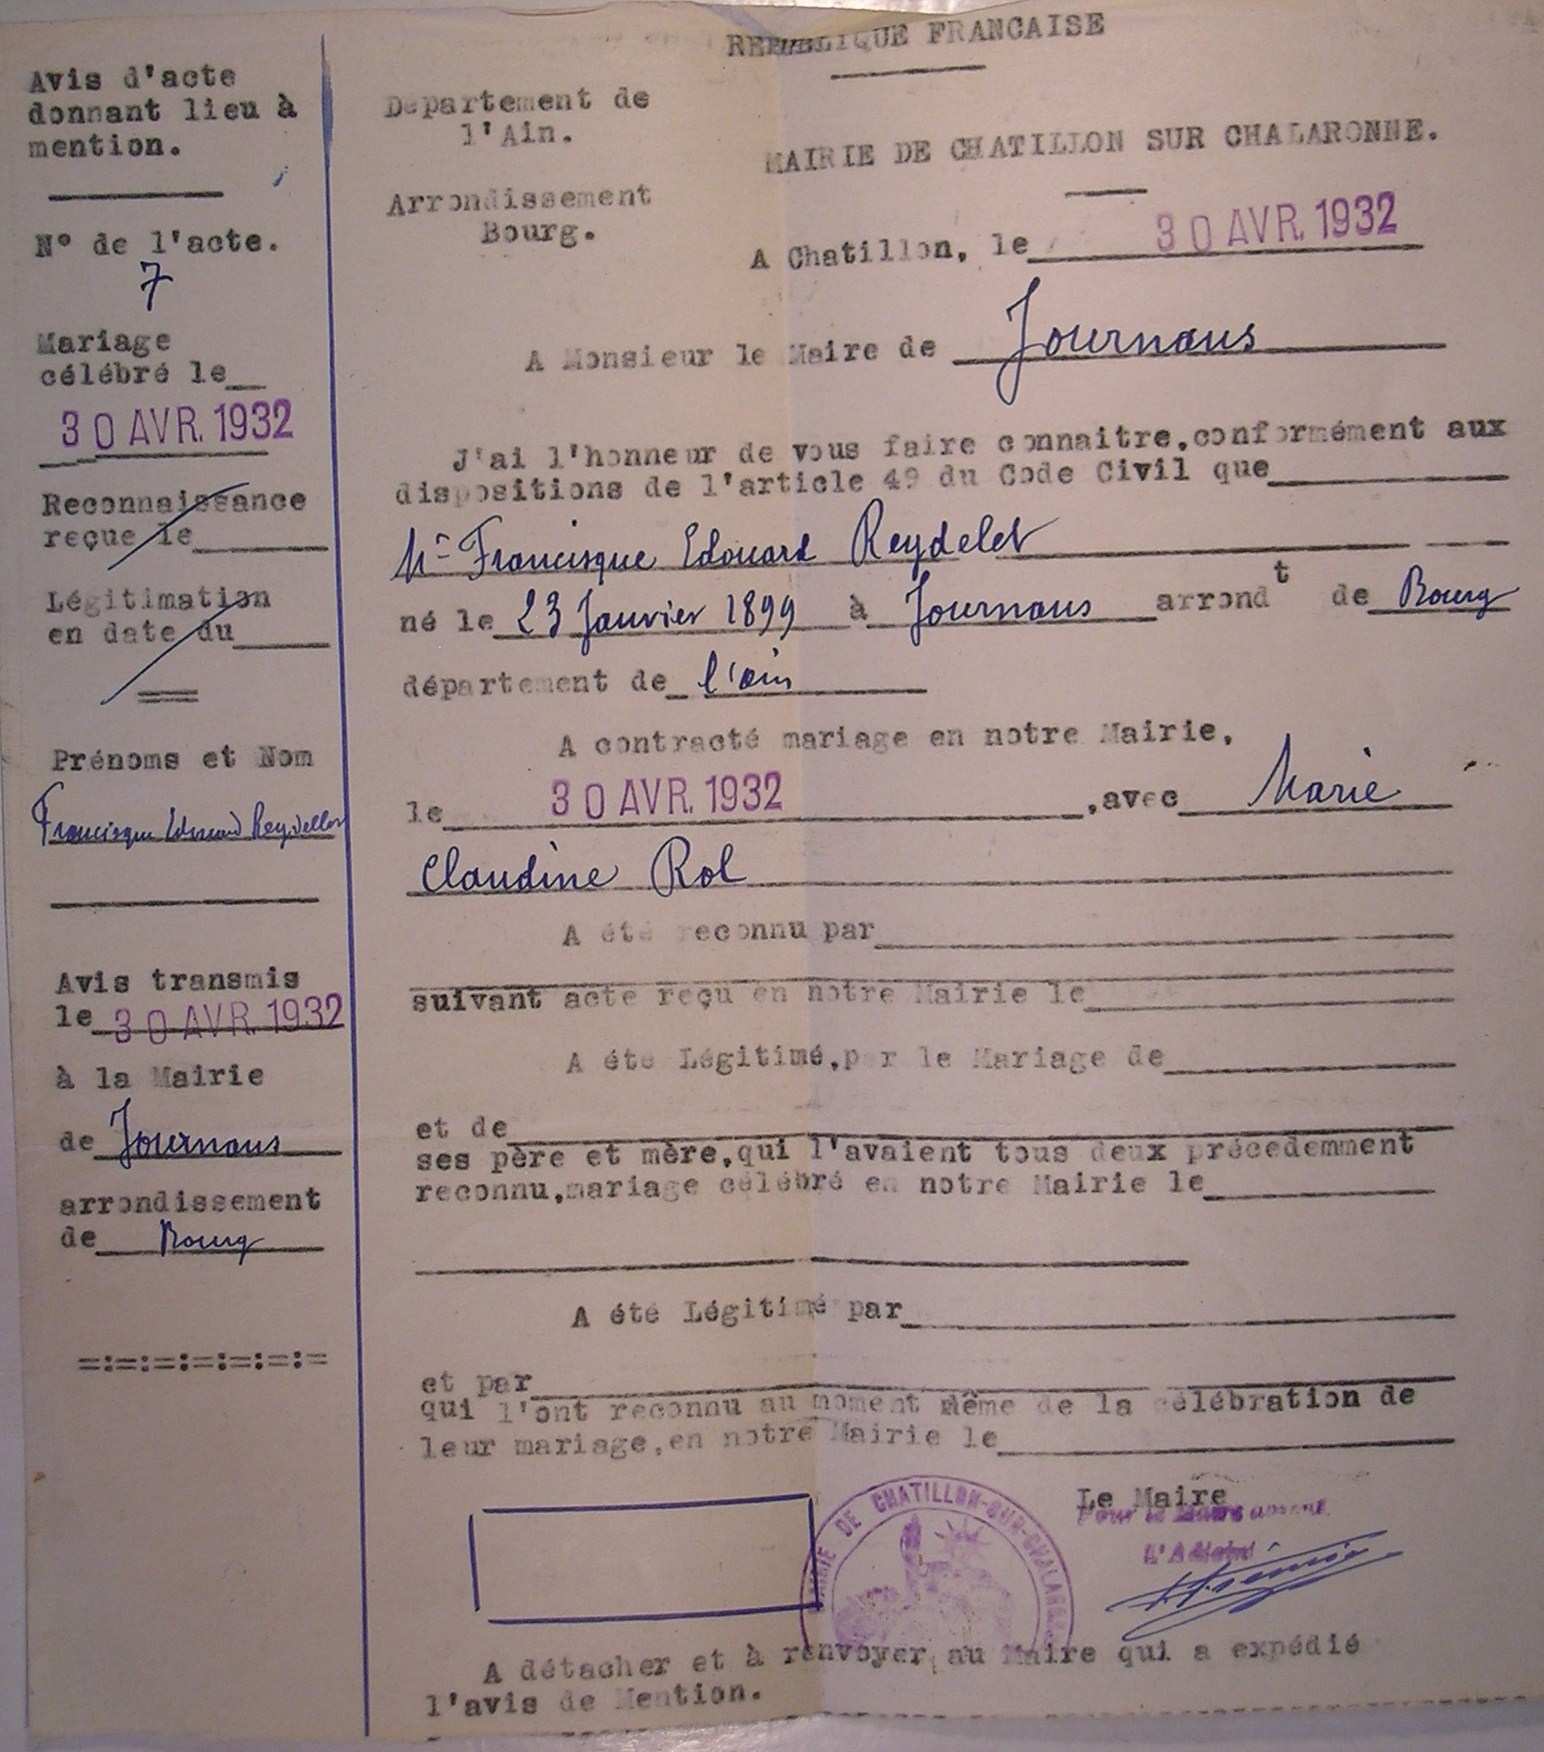 Avis d'acte
donnant lieu à
mention.
N° de l'acte.
7
Mariage
célébré le
30 AVR. 1932
Reconnaissance
reçue le
Légitimation
en date du
Prénoms et Nom
Francisque Edouard Reydellet
Avis transmis
le 30 AVR. 1932
à la Mairie
de Journans
arrondissement
de Bourg
=:=:=:=:=:=:=
REPUBLIQUE FRANCAISE
Departement de
l'Ain.
MAIRIE DE CHATILLON SUR CHALARONNE.
Arrondissement
Bourg.
A Chatillon, le 30 AVR. 1932
A Monsieur le Maire de Journans
J'ai l'honneur de vous faire connaitre,conformément aux
dispositions de l'article 49 du Code Civil que
Mr Francisque Edouard Reydelet
né le 23 Janvier 1899 à Journans arrondt de Bourg
département de l'ain
A contracté mariage en notre Mairie,
le 30 AVR. 1932 ,avec Marie
Claudine Rol
A été reconnu par
suivant acte reçu en notre Mairie le
A éte Légitimé,par le Mariage de
et de
ses père et mère,qui l'avaient tous deux précedemment
reconnu,mariage célébré en notre Mairie le
A été Légitimé par
et par
qui l'ont reconnu au moment même de la célébration de
leur mariage,en notre Mairie le
MAIRIE DE CHATILLON-SUR-CHALARONNE
Le Maire
Pour le Maire absent
L'Adjoint
A détacher et à renvoyer au Maire qui a expédié
l'avis de Mention.